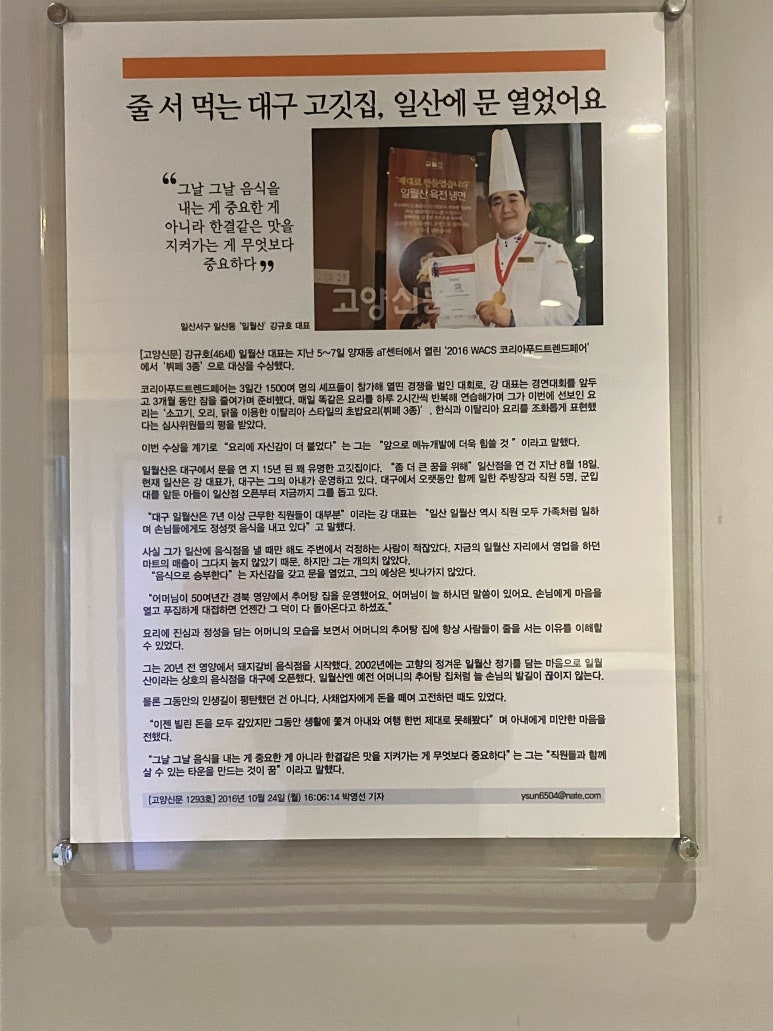 줄 서 먹는 대구 고깃집, 일산에 문 열었어요
❝그날 그날 음식을
내는 게 중요한 게
아니라 한결같은 맛을
지켜가는 게 무엇보다
중요하다❞
"제대로 만들었습니다"
일월산 육전 냉면
고양신문
일산서구 일산동 '일월산' 강규호 대표
[고양신문] 강규호(46세) 일월산 대표는 지난 5~7일 양재동 aT센터에서 열린 '2016 WACS 코리아푸드트렌드페어'
에서 '뷔페 3종' 으로 대상을 수상했다.
코리아푸드트렌드페어는 3일간 1500여 명의 셰프들이 참가해 열띤 경쟁을 벌인 대회로, 강 대표는 경연대회를 앞두
고 3개월 동안 잠을 줄여가며 준비했다. 매일 똑같은 요리를 하루 2시간씩 반복해 연습해가며 그가 이번에 선보인 요
리는 '소고기, 오리, 닭을 이용한 이탈리아 스타일의 초밥요리(뷔페 3종)' . 한식과 이탈리아 요리를 조화롭게 표현했
다는 심사위원들의 평을 받았다.
이번 수상을 계기로 "요리에 자신감이 더 붙었다" 는 그는 "앞으로 메뉴개발에 더욱 힘쓸 것 " 이라고 말했다.
일월산은 대구에서 문을 연 지 15년 된 꽤 유명한 고깃집이다. "좀 더 큰 꿈을 위해" 일산점을 연 건 지난 8월 18일.
현재 일산은 강 대표가, 대구는 그의 아내가 운영하고 있다. 대구에서 오랫동안 함께 일한 주방장과 직원 5명, 군입
대를 앞둔 아들이 일산점 오픈부터 지금까지 그를 돕고 있다.
"대구 일월산은 7년 이상 근무한 직원들이 대부분" 이라는 강 대표는 "일산 일월산 역시 직원 모두 가족처럼 일하
며 손님들에게도 정성껏 음식을 내고 있다" 고 말했다.
사실 그가 일산에 음식점을 낼 때만 해도 주변에서 걱정하는 사람이 적잖았다. 지금의 일월산 자리에서 영업을 하던
마트의 매출이 그다지 높지 않았기 때문. 하지만 그는 개의치 않았다.
"음식으로 승부한다" 는 자신감을 갖고 문을 열었고, 그의 예상은 빗나가지 않았다.
"어머님이 50여년간 경북 영양에서 추어탕 집을 운영했어요. 어머님이 늘 하시던 말씀이 있어요. 손님에게 마음을
열고 푸짐하게 대접하면 언젠간 그 덕이 다 돌아온다고 하셨죠."
요리에 진심과 정성을 담는 어머니의 모습을 보면서 어머니의 추어탕 집에 항상 사람들이 줄을 서는 이유를 이해할
수 있었다.
그는 20년 전 영양에서 돼지갈비 음식점을 시작했다. 2002년에는 고향의 정겨운 일월산 정기를 담는 마음으로 일월
산이라는 상호의 음식점을 대구에 오픈했다. 일월산엔 예전 어머니의 추어탕 집처럼 늘 손님의 발길이 끊이지 않는다.
물론 그동안의 인생길이 평탄했던 건 아니다. 사채업자에게 돈을 떼여 고전하던 때도 있었다.
"이젠 빌린 돈을 모두 갚았지만 그동안 생활에 쫓겨 아내와 여행 한번 제대로 못해봤다" 며 아내에게 미안한 마음을
전했다.
"그날 그날 음식을 내는 게 중요한 게 아니라 한결같은 맛을 지켜가는 게 무엇보다 중요하다" 는 그는 "직원들과 함께
살 수 있는 타운을 만드는 것이 꿈" 이라고 말했다.
[고양신문 1293호] 2016년 10월 24일 (월) 16:06:14 박영선 기자
ysun6504@nate.com